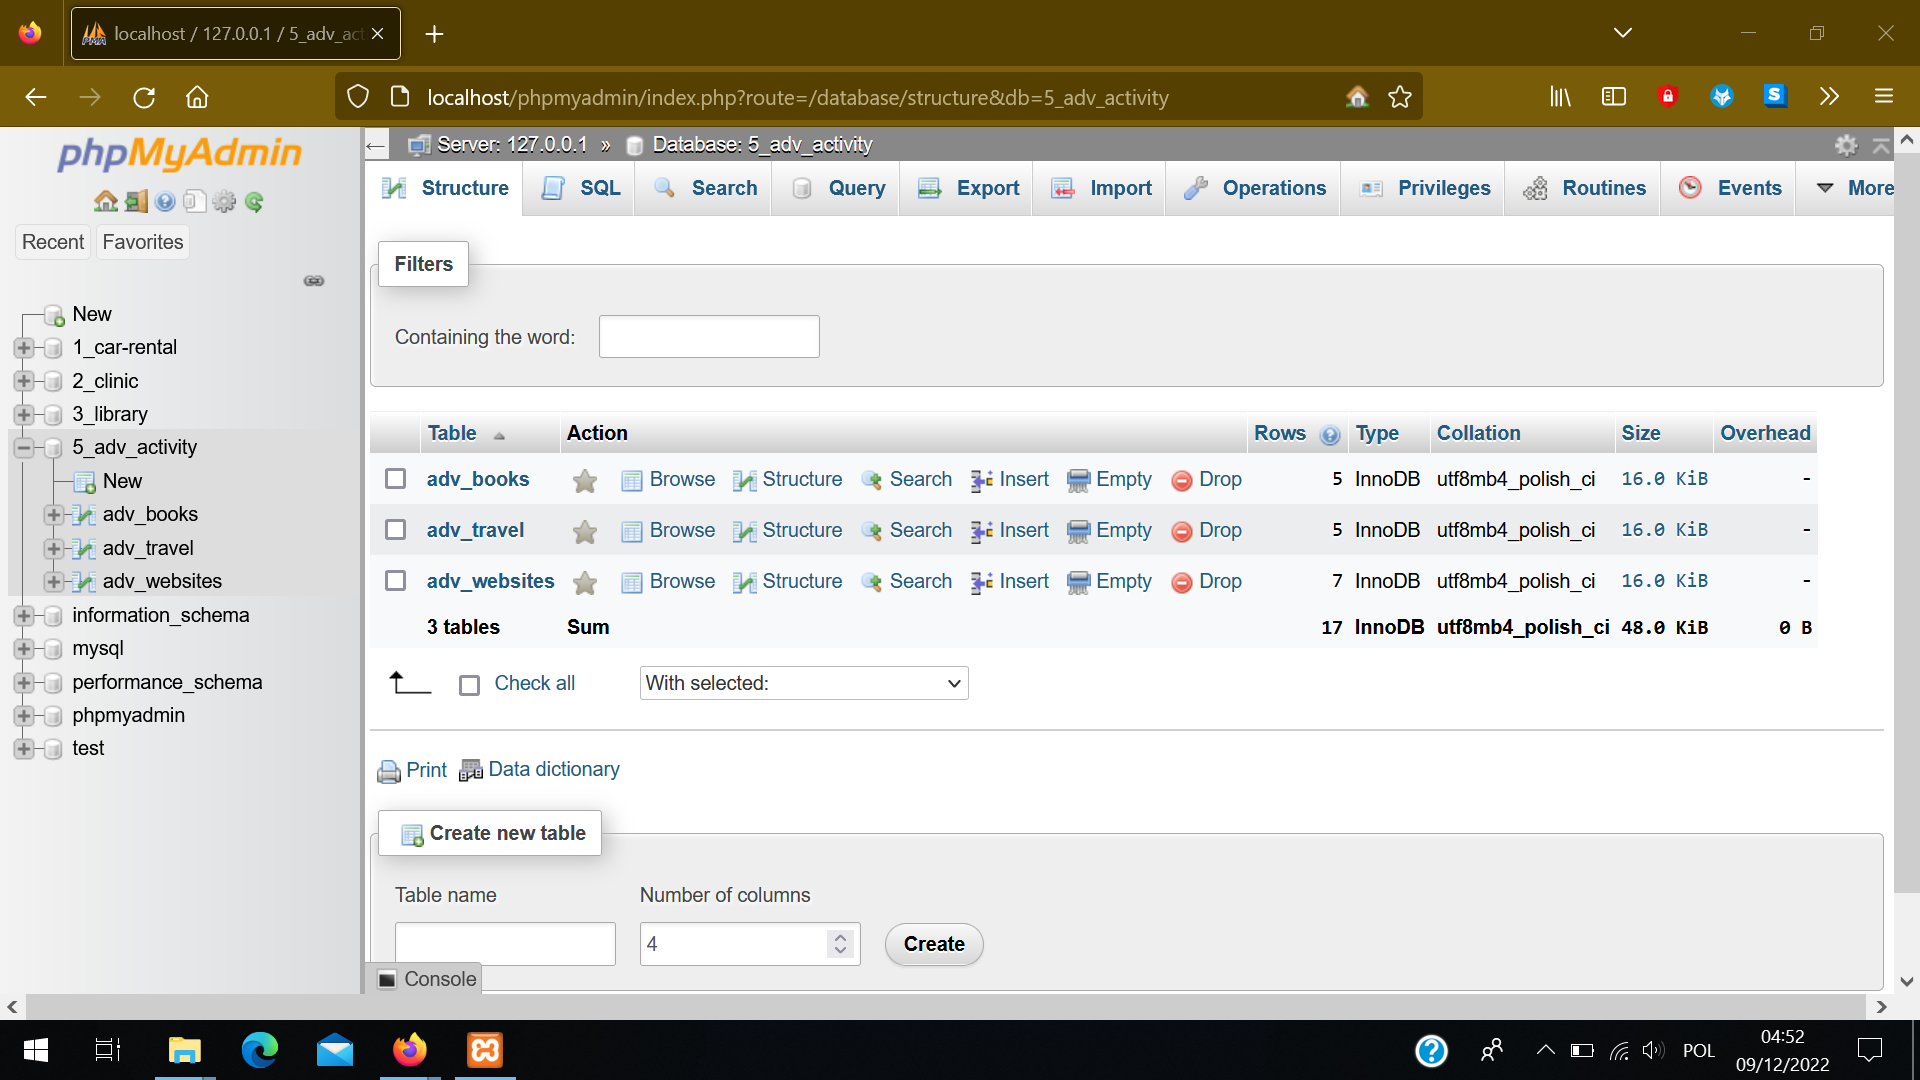 localhost / 127.0.0.1 / 5_adv_act
localhost/phpmyadmin/index.php?route=/database/structure&db=5_adv_activity
phpMyAdmin
Recent Favorites
New
1_car-rental
2_clinic
3_library
5_adv_activity
New
adv_books
adv_travel
adv_websites
information_schema
mysql
performance_schema
phpmyadmin
test
Server: 127.0.0.1 » Database: 5_adv_activity
Structure SQL Search Query Export Import Operations Privileges Routines Events More
Filters
Containing the word:
Table Action Rows Type Collation Size Overhead
adv_books Browse Structure Search Insert Empty Drop 5 InnoDB utf8mb4_polish_ci 16.0 KiB -
adv_travel Browse Structure Search Insert Empty Drop 5 InnoDB utf8mb4_polish_ci 16.0 KiB -
adv_websites Browse Structure Search Insert Empty Drop 7 InnoDB utf8mb4_polish_ci 16.0 KiB -
3 tables Sum 17 InnoDB utf8mb4_polish_ci 48.0 KiB 0 B
Check all With selected:
Print Data dictionary
Create new table
Table name Number of columns
4 Create
Console
POL 04:52
09/12/2022